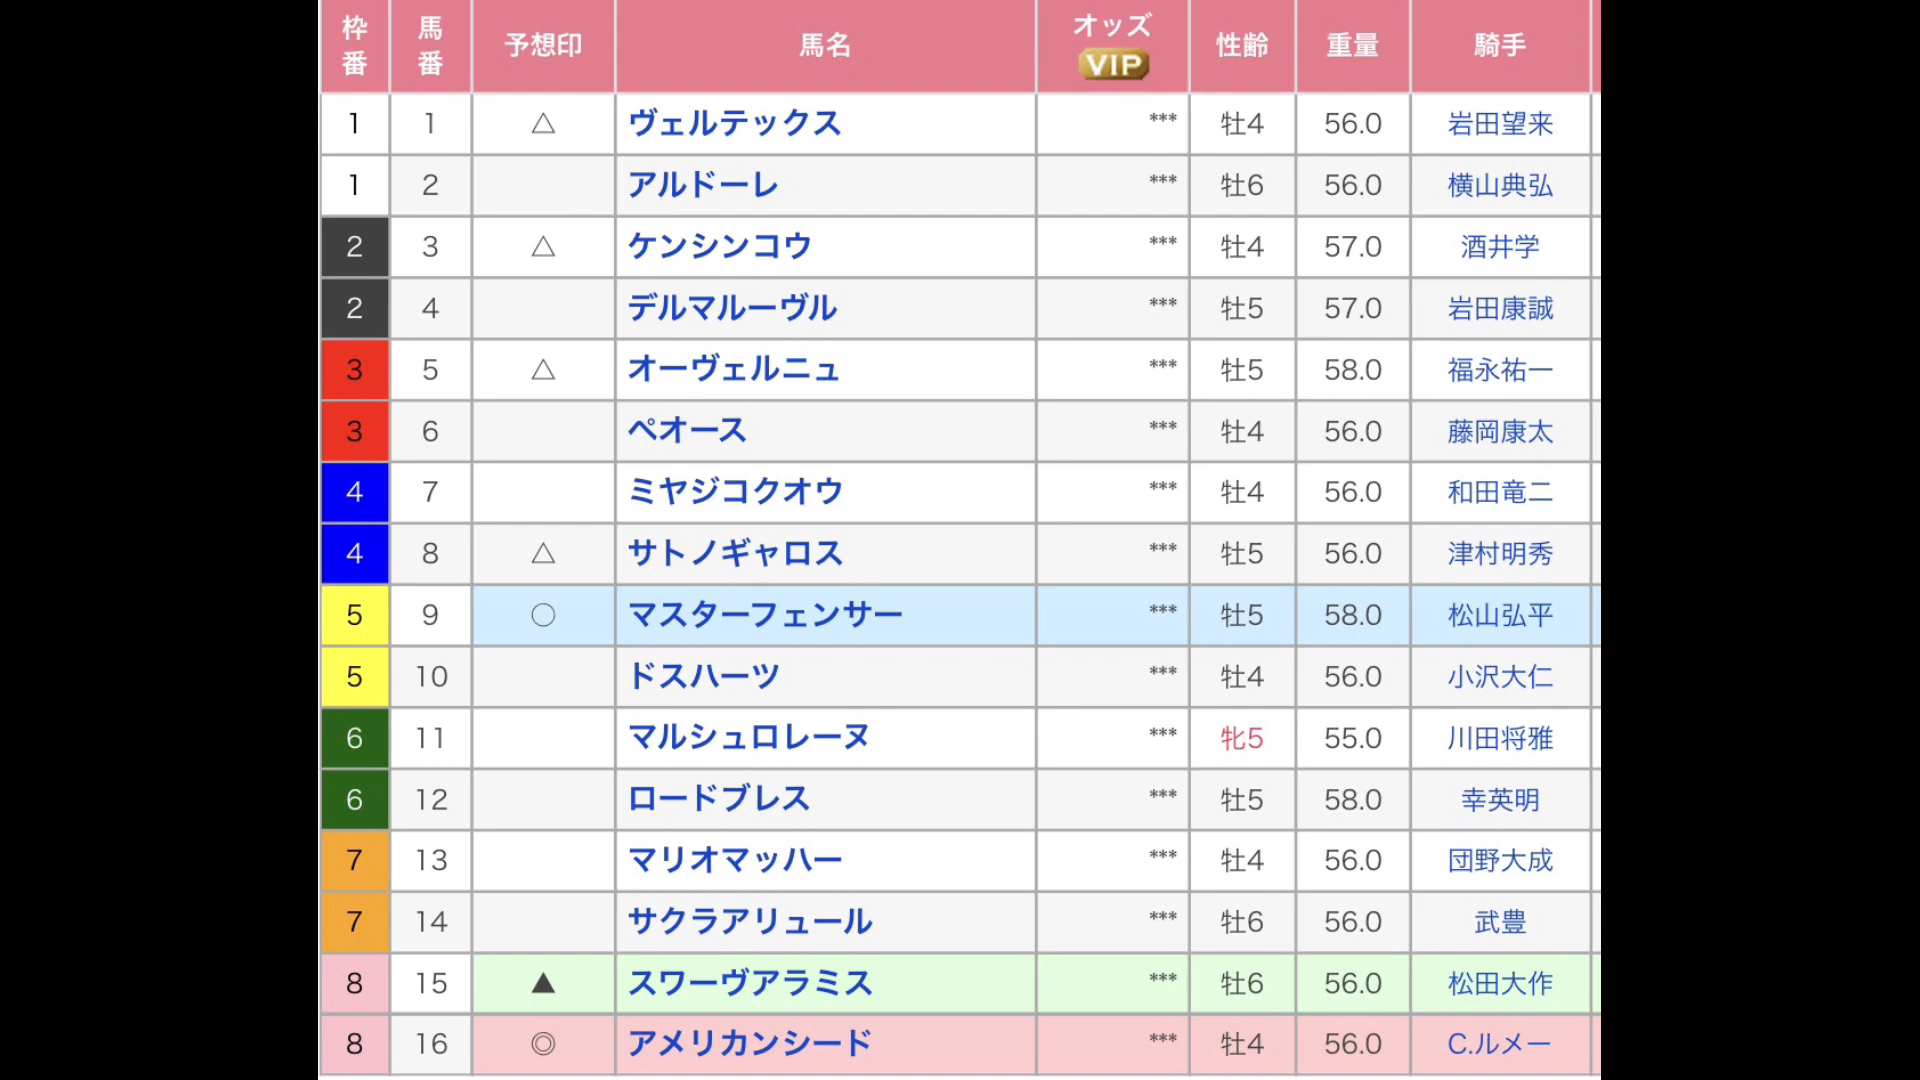 枠番 馬番 予想印 馬名 オッズ VIP 性齢 重量 騎手
1 1 △ ヴェルテックス *** 牡4 56.0 岩田望来
1 2 アルドーレ *** 牡6 56.0 横山典弘
2 3 △ ケンシンコウ *** 牡4 57.0 酒井学
2 4 デルマルーヴル *** 牡5 57.0 岩田康誠
3 5 △ オーヴェルニュ *** 牡5 58.0 福永祐一
3 6 ペオース *** 牡4 56.0 藤岡康太
4 7 ミヤジコクオウ *** 牡4 56.0 和田竜二
4 8 △ サトノギャロス *** 牡5 56.0 津村明秀
5 9 ○ マスターフェンサー *** 牡5 58.0 松山弘平
5 10 ドスハーツ *** 牡4 56.0 小沢大仁
6 11 マルシュロレーヌ *** 牝5 55.0 川田将雅
6 12 ロードブレス *** 牡5 58.0 幸英明
7 13 マリオマッハー *** 牡4 56.0 団野大成
7 14 サクラアリュール *** 牡6 56.0 武豊
8 15 ▲ スワーヴアラミス *** 牡6 56.0 松田大作
8 16 ◎ アメリカンシード *** 牡4 56.0 C.ルメー